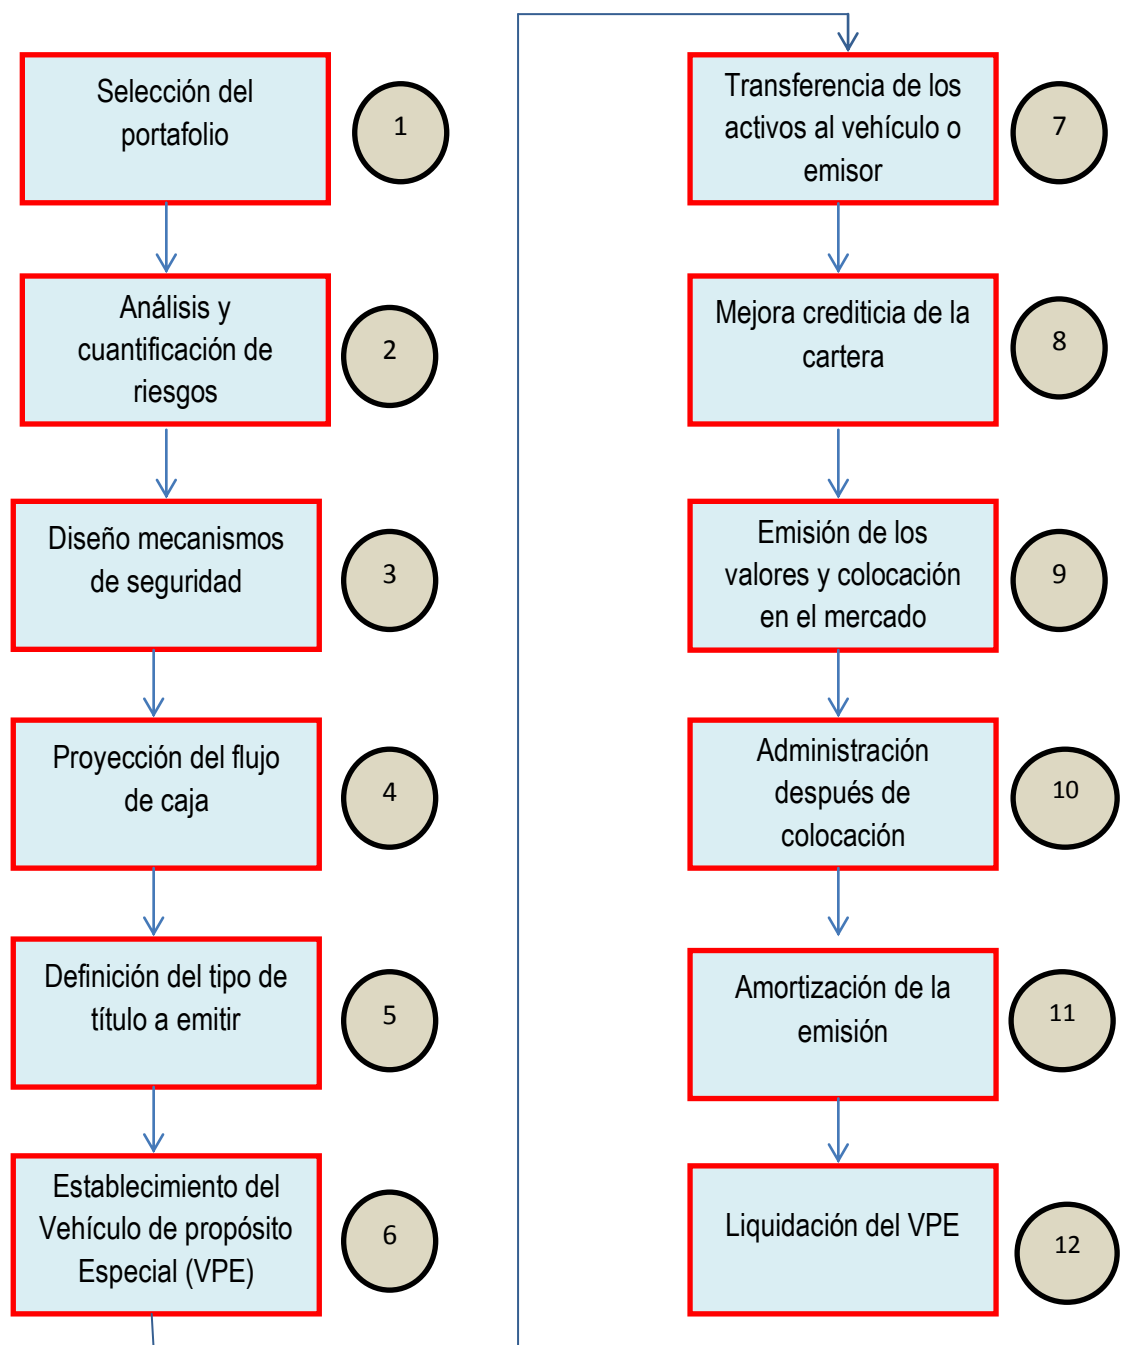 Selección del
portafolio
1
Análisis y
cuantificación de
riesgos
2
Diseño mecanismos
de seguridad
3
Proyección del flujo
de caja
4
Definición del tipo de
título a emitir
5
Establecimiento del
Vehículo de propósito
Especial (VPE)
6
Transferencia de los
activos al vehículo o
emisor
7
Mejora crediticia de la
cartera
8
Emisión de los
valores y colocación
en el mercado
9
Administración
después de
colocación
10
Amortización de la
emisión
11
Liquidación del VPE
12